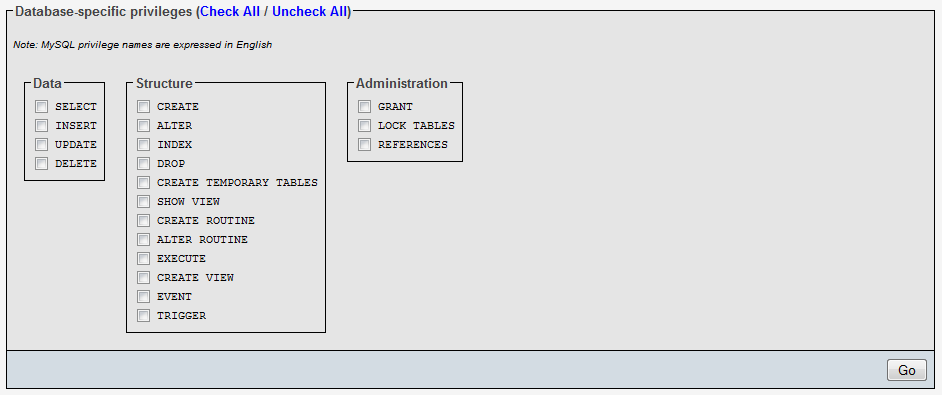 Database-specific privileges (Check All / Uncheck All)
Note: MySQL privilege names are expressed in English
Data
SELECT
INSERT
UPDATE
DELETE
Structure
CREATE
ALTER
INDEX
DROP
CREATE TEMPORARY TABLES
SHOW VIEW
CREATE ROUTINE
ALTER ROUTINE
EXECUTE
CREATE VIEW
EVENT
TRIGGER
Administration
GRANT
LOCK TABLES
REFERENCES
Go